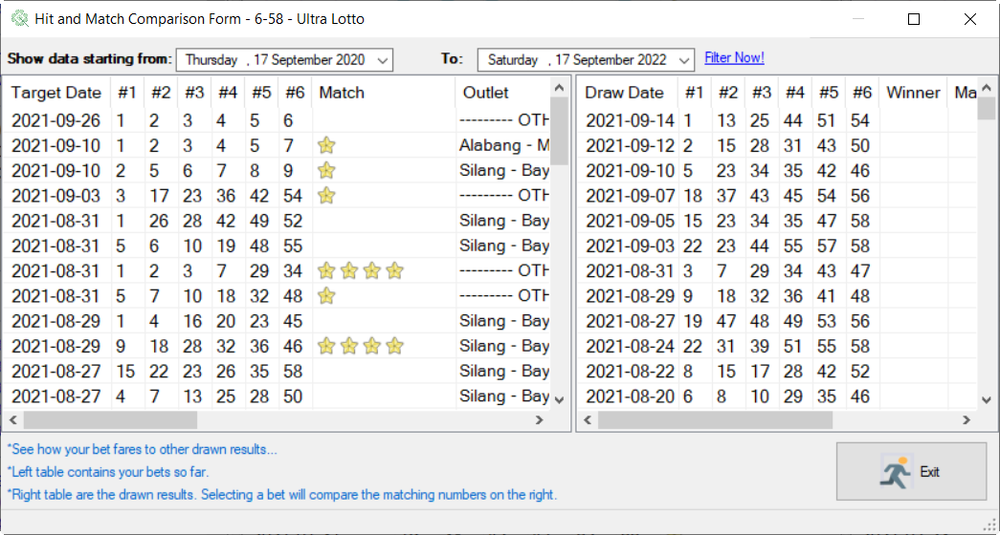 Hit and Match Comparison Form - 6-58 - Ultra Lotto
Show data starting from: Thursday , 17 September 2020 To: Saturday , 17 September 2022 Filter Now!
Target Date #1 #2 #3 #4 #5 #6 Match Outlet
2021-09-26 1 2 3 4 5 6 --------- OTH
2021-09-10 1 2 3 4 5 7 Alabang - M
2021-09-10 2 5 6 7 8 9 Silang - Bay
2021-09-03 3 17 23 36 42 54 --------- OTH
2021-08-31 1 26 28 42 49 52 Silang - Bay
2021-08-31 5 6 10 19 48 55 Silang - Bay
2021-08-31 1 2 3 7 29 34 --------- OTH
2021-08-31 5 7 10 18 32 48 --------- OTH
2021-08-29 1 4 16 20 23 45 Silang - Bay
2021-08-29 9 18 28 32 36 46 Silang - Bay
2021-08-27 15 22 23 26 35 58 Silang - Bay
2021-08-27 4 7 13 25 28 50 Silang - Bay
Draw Date #1 #2 #3 #4 #5 #6 Winner Ma
2021-09-14 1 13 25 44 51 54
2021-09-12 2 15 28 31 43 50
2021-09-10 5 23 34 35 42 46
2021-09-07 18 37 43 45 54 56
2021-09-05 15 23 34 35 47 58
2021-09-03 22 23 44 55 57 58
2021-08-31 3 7 29 34 43 47
2021-08-29 9 18 32 36 41 48
2021-08-27 19 47 48 49 53 56
2021-08-24 22 31 39 51 55 58
2021-08-22 8 15 17 28 42 52
2021-08-20 6 8 10 29 35 46
*See how your bet fares to other drawn results...
*Left table contains your bets so far.
*Right table are the drawn results. Selecting a bet will compare the matching numbers on the right.
Exit